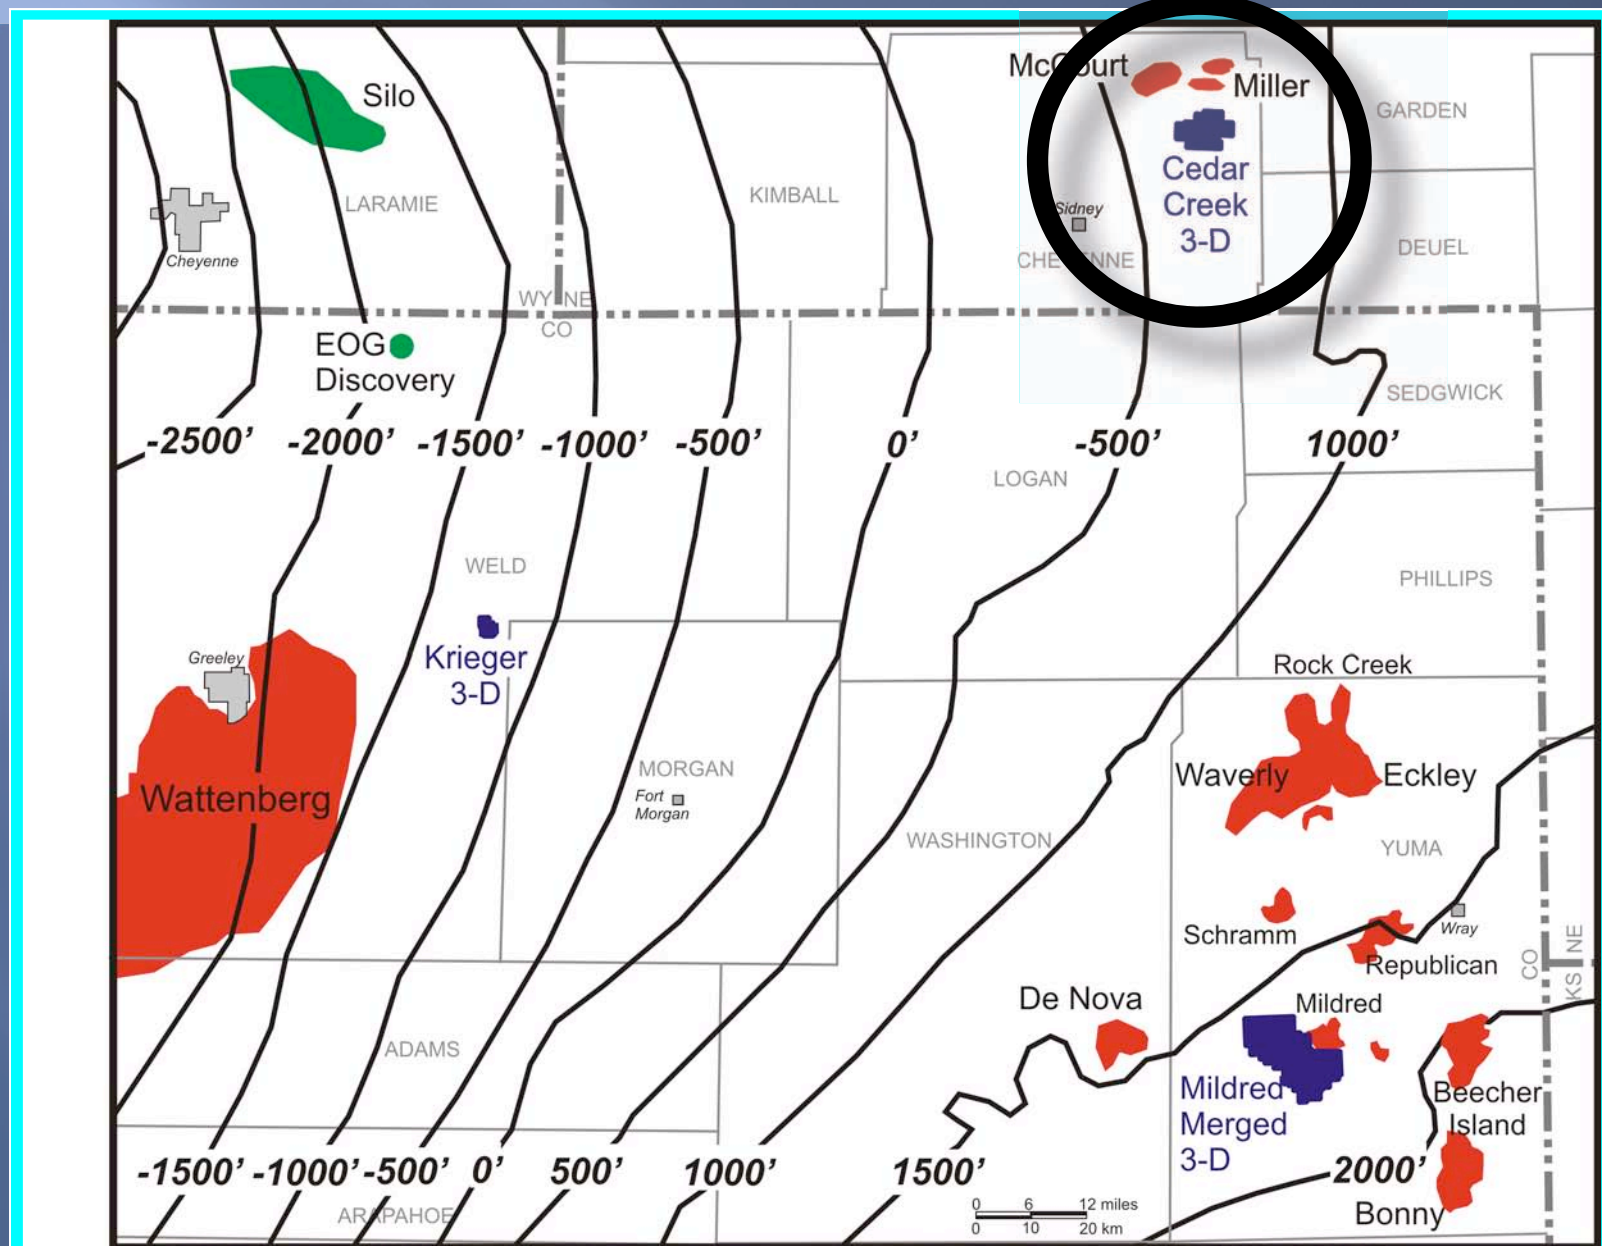 Silo
McCourt
Miller
GARDEN
Cedar
Creek
3-D
LARAMIE
KIMBALL
Sidney
Cheyenne
CHEYENNE
DEUEL
WY
NE
CO
EOG
Discovery
SEDGWICK
-2500’
-2000’
-1500’
-1000’
-500’
0’
-500’
1000’
LOGAN
WELD
PHILLIPS
Greeley
Krieger
3-D
Rock Creek
Wattenberg
MORGAN
Fort
Morgan
Waverly
Eckley
WASHINGTON
YUMA
Schramm
Wray
Republican
CO
NE
KS
De Nova
Mildred
ADAMS
Mildred
Merged
3-D
Beecher
Island
-1500’
-1000’
-500’
0’
500’
1000’
1500’
2000’
ARAPAHOE
Bonny
0 6 12 miles
0 10 20 km